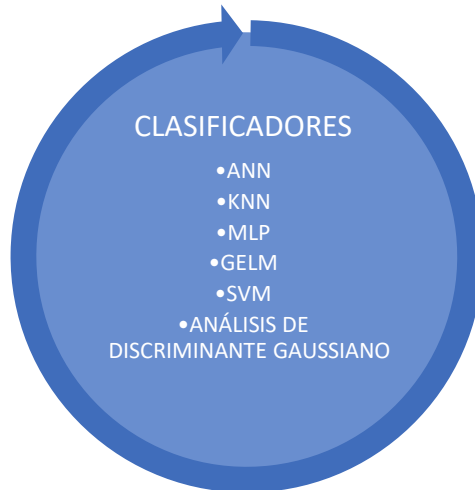 CLASIFICADORES
•ANN
•KNN
•MLP
•GELM
•SVM
•ANÁLISIS DE
DISCRIMINANTE GAUSSIANO